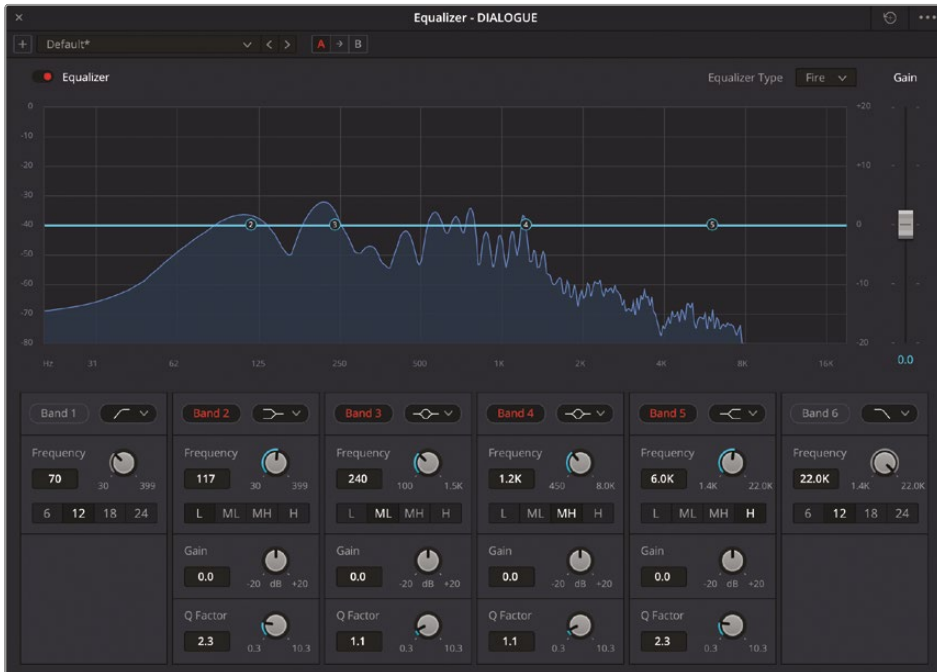 Equalizer - DIALOGUE
Default*
A
B
Equalizer
Equalizer Type
Fire
Gain
0
-10
-20
-30
-40
-50
-60
-70
-80
+20
+10
0
-10
-20
2
3
4
5
Hz 31 62 125 250 500 1K 2K 4K 8K 16K
0.0
Band 1
Frequency
70
30 399
6 12 18 24
Band 2
Frequency
117
30 399
L ML MH H
Gain
0.0
-20 dB +20
Q Factor
2.3
0.3 10.3
Band 3
Frequency
240
100 1.5K
L ML MH H
Gain
0.0
-20 dB +20
Q Factor
1.1
0.3 10.3
Band 4
Frequency
1.2K
450 8.0K
L ML MH H
Gain
0.0
-20 dB +20
Q Factor
1.1
0.3 10.3
Band 5
Frequency
6.0K
1.4K 22.0K
L ML MH H
Gain
0.0
-20 dB +20
Q Factor
2.3
0.3 10.3
Band 6
Frequency
22.0K
1.4K 22.0K
6 12 18 24